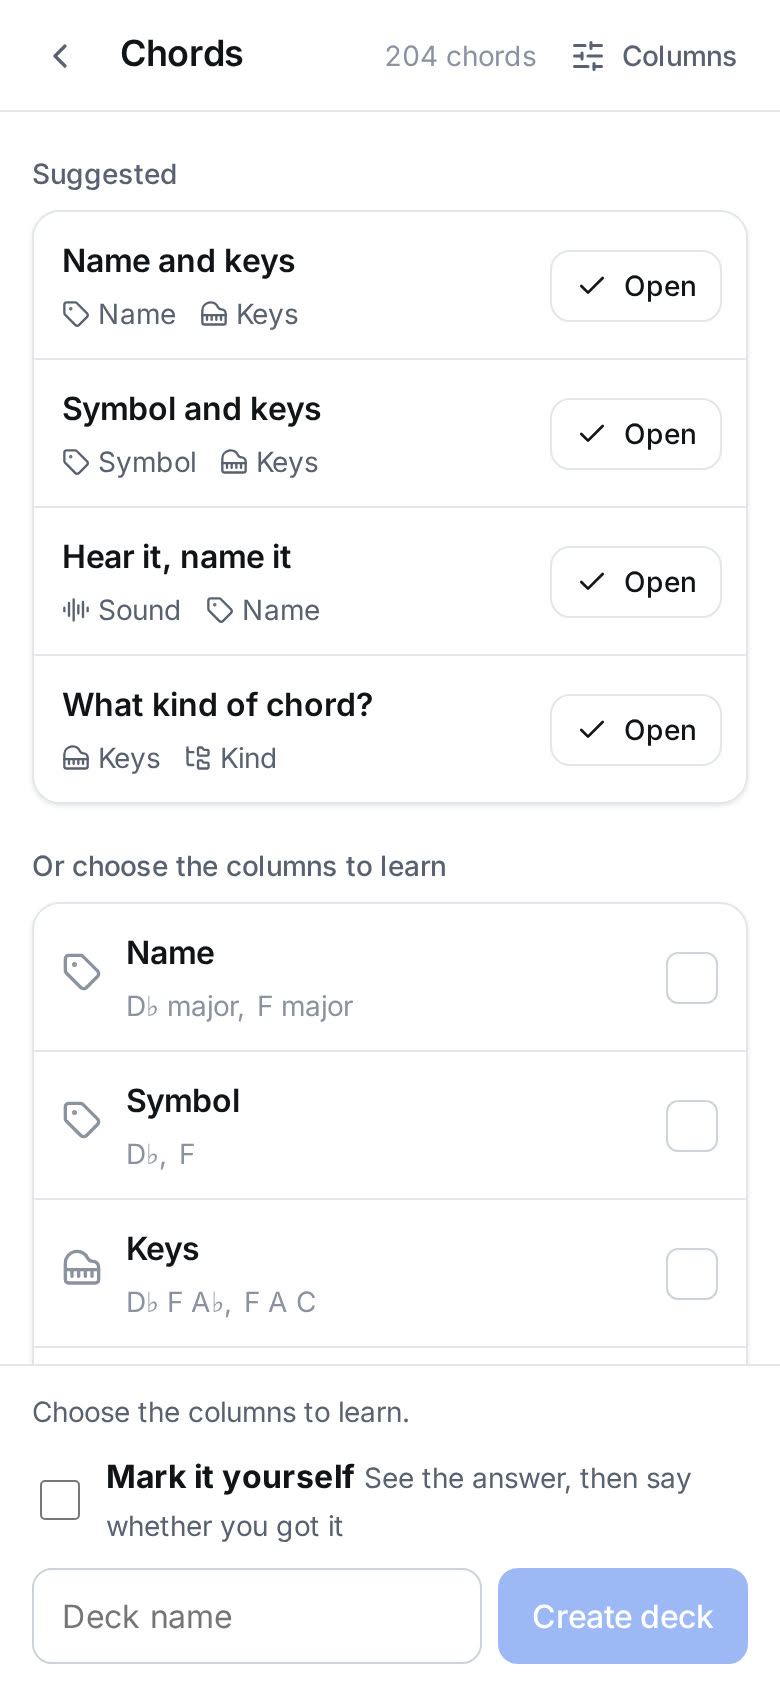 Chords
204 chords
Columns
Suggested
Name and keys
Name Keys
Open
Symbol and keys
Symbol Keys
Open
Hear it, name it
Sound Name
Open
What kind of chord?
Keys Kind
Open
Or choose the columns to learn
Name
D♭ major, F major
Symbol
D♭, F
Keys
D♭ F A♭, F A C
Choose the columns to learn.
Mark it yourself See the answer, then say
whether you got it
Deck name
Create deck